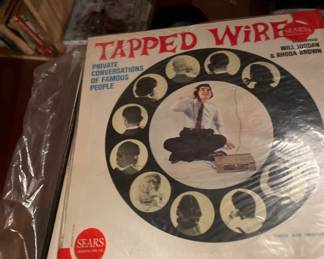 TAPPED WIRE
SEARS
WILL JORDAN
& RHODA BROWN
PRIVATE
CONVERSATIONS
OF FAMOUS
PEOPLE
SEARS